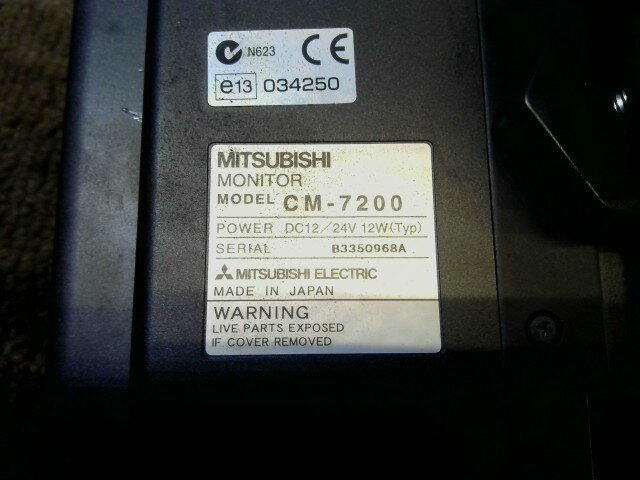 N623 CE
e13 034250
MITSUBISHI
MONITOR
MODEL CM-7200
POWER DC12/24V 12W(Typ)
SERIAL B3350968A
MITSUBISHI ELECTRIC
MADE IN JAPAN
WARNING
LIVE PARTS EXPOSED
IF COVER REMOVED